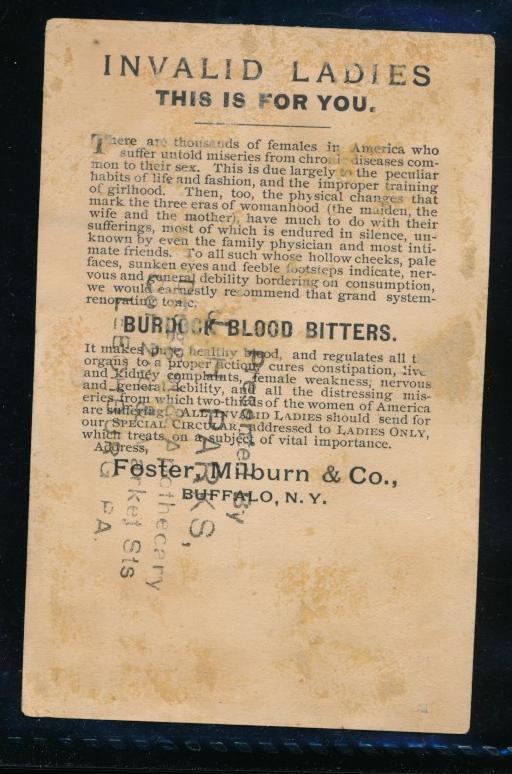 INVALID LADIES
THIS IS FOR YOU.
There are thousands of females in America who
suffer untold miseries from chronic diseases com-
mon to their sex. This is due largely to the peculiar
habits of life and fashion, and the improper training
of girlhood. Then, too, the physical changes that
mark the three eras of womanhood (the maiden, the
wife and the mother), have much to do with their
sufferings, most of which is endured in silence, un-
known by even the family physician and most inti-
mate friends. To all such whose hollow cheeks, pale
faces, sunken eyes and feeble footsteps indicate, ner-
vous and general debility bordering on consumption,
we would earnestly recommend that grand system-
renovating tonic,
BURDOCK BLOOD BITTERS.
It makes pure, healthy blood, and regulates all t
organs to a proper action, cures constipation, live
and kidney complaints, female weakness, nervous
and general debility, and all the distressing mis-
eries from which two-thirds of the women of America
are suffering. ALL INVALID LADIES should send for
our SPECIAL CIRCULAR, addressed to LADIES ONLY,
which treats on a subject of vital importance.
Address,
Foster, Milburn & Co.,
BUFFALO, N. Y.
Presented By
PARKS,
Apothecary
Market Sts
PA.